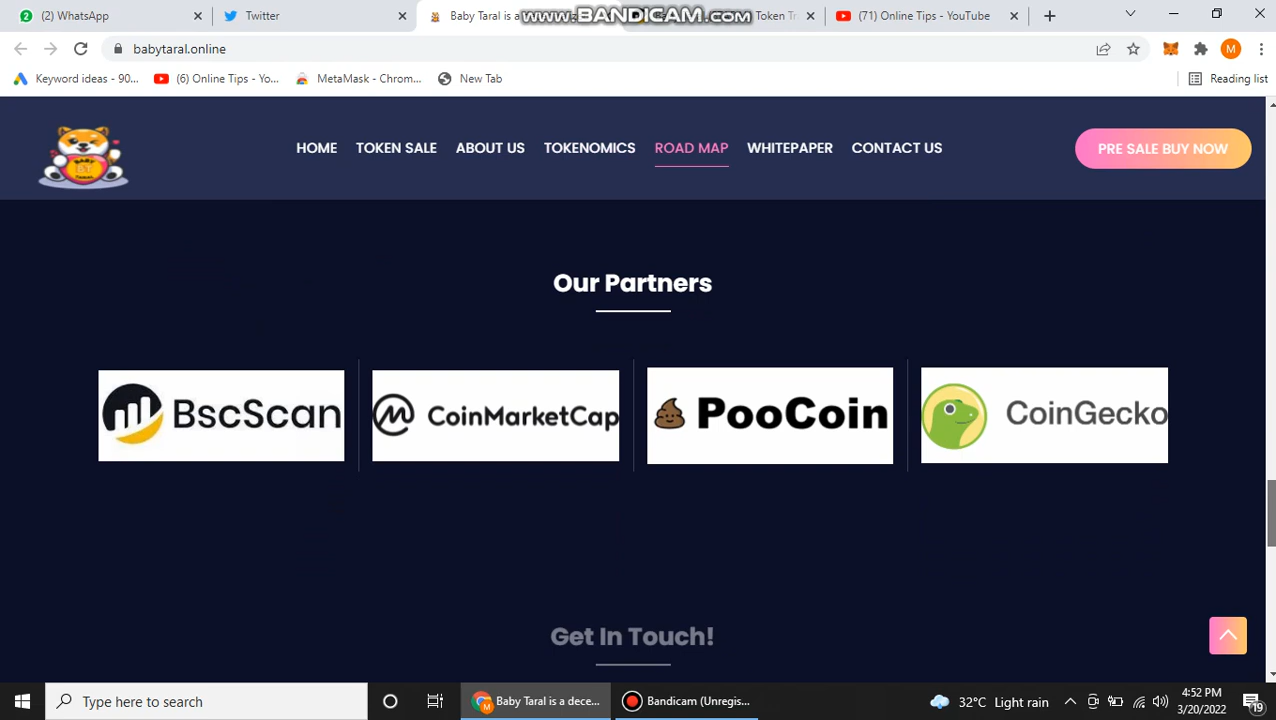 (2) WhatsApp
Twitter
Baby Taral is a
www.BANDICAM.com
Token Tr
(71) Online Tips - YouTube
babytaral.online
M
Keyword ideas - 90...
(6) Online Tips - Yo...
MetaMask - Chrom...
New Tab
Reading list
HOME
TOKEN SALE
ABOUT US
TOKENOMICS
ROAD MAP
WHITEPAPER
CONTACT US
PRE SALE BUY NOW
BABY
BT
Our Partners
BscScan
CoinMarketCap
PooCoin
CoinGecko
Get In Touch!
Type here to search
Baby Taral is a dece...
Bandicam (Unregis...
32°C Light rain
4:52 PM
3/20/2022
19